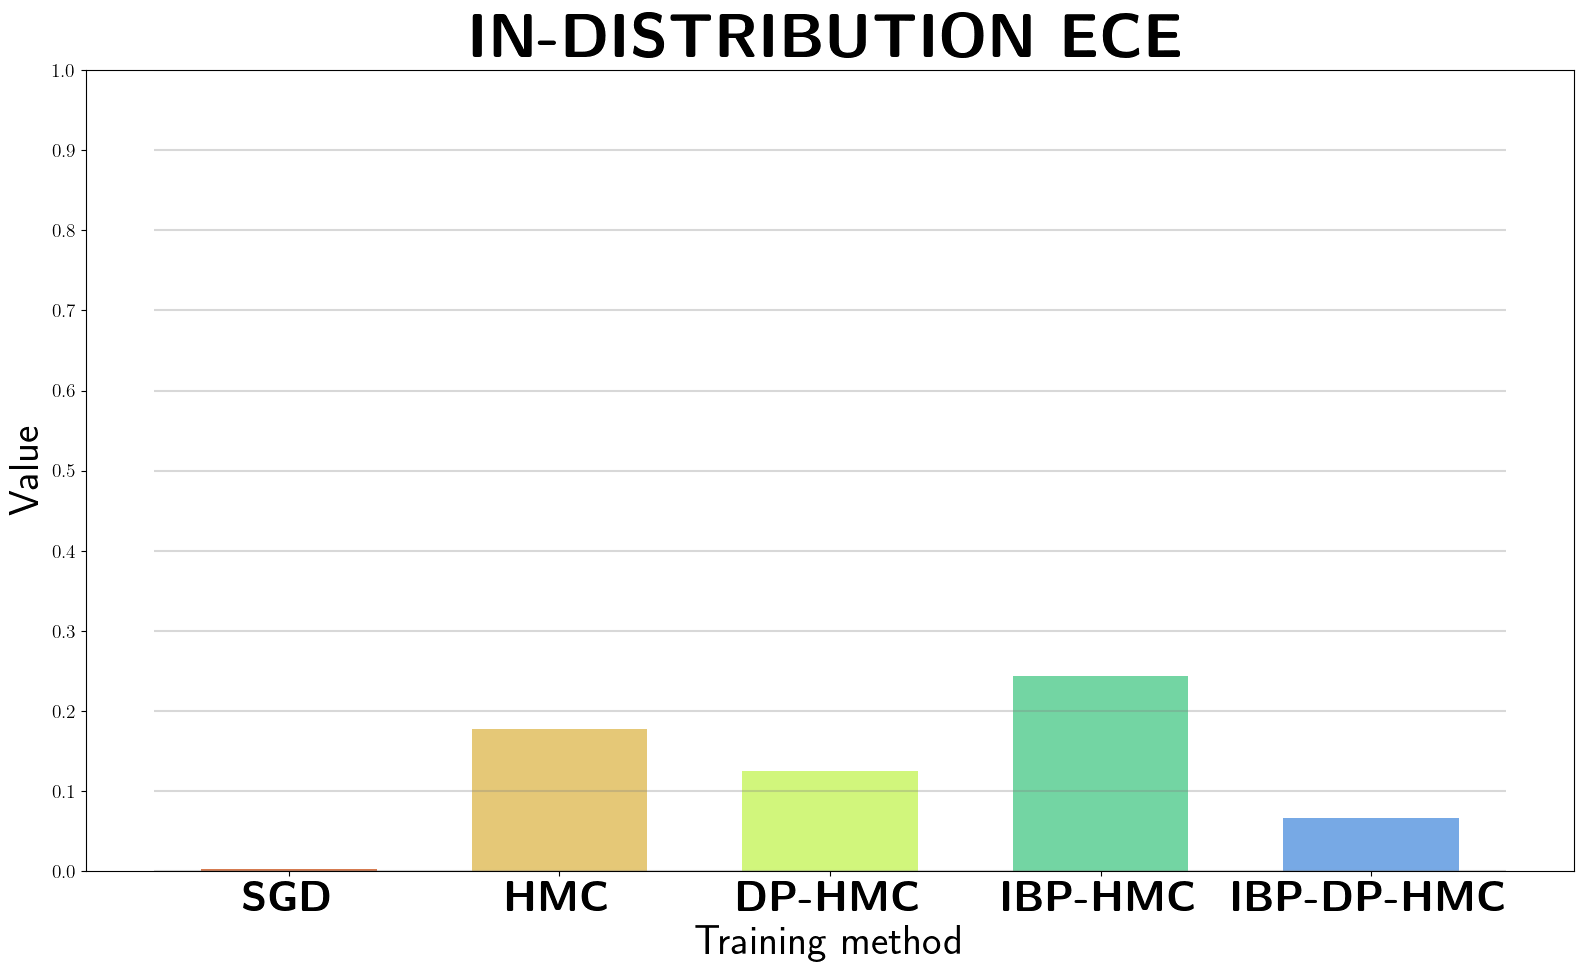 IN-DISTRIBUTION ECE
1.0
0.9
0.8
0.7
0.6
0.5
0.4
0.3
0.2
0.1
0.0
Value
SGD HMC DP-HMC IBP-HMC IBP-DP-HMC
Training method